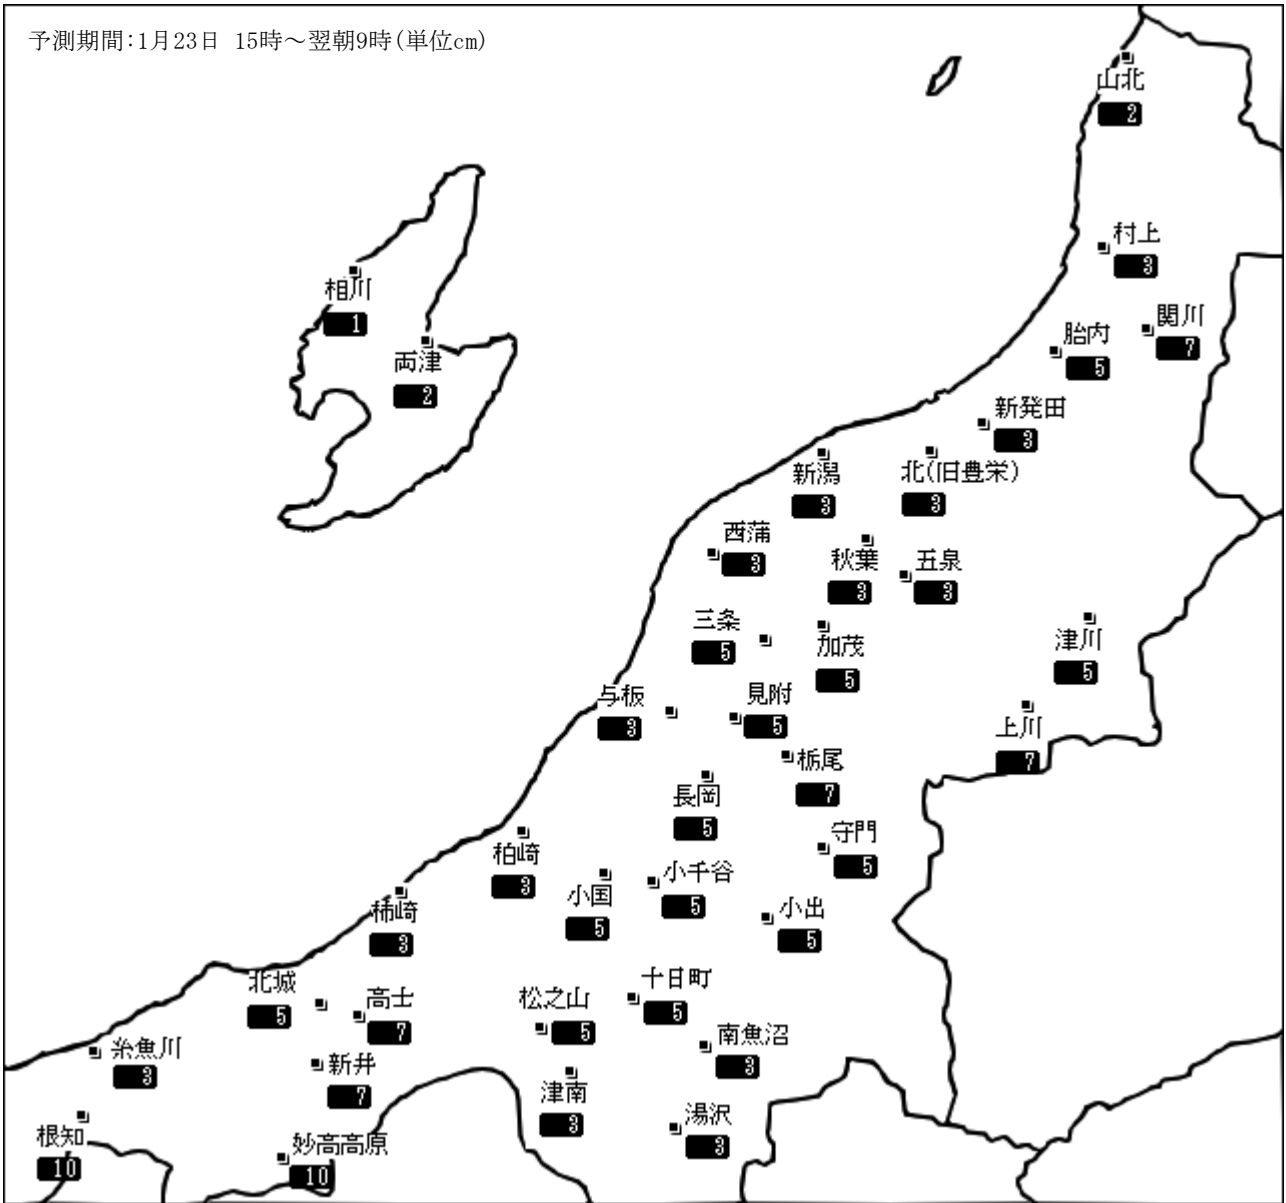 予測期間:1月23日 15時～翌朝9時(単位cm)
山北
2
村上
3
相川
1
関川
7
胎内
5
両津
2
新発田
3
新潟
3
北(旧豊栄)
3
西蒲
3
秋葉
3
五泉
3
三条
5
加茂
5
津川
5
与板
3
見附
5
上川
7
栃尾
7
長岡
5
守門
5
柏崎
3
小千谷
5
小国
5
小出
5
柿崎
3
北城
5
高士
7
松之山
5
十日町
5
南魚沼
3
糸魚川
3
新井
7
津南
3
湯沢
3
根知
10
妙高高原
10